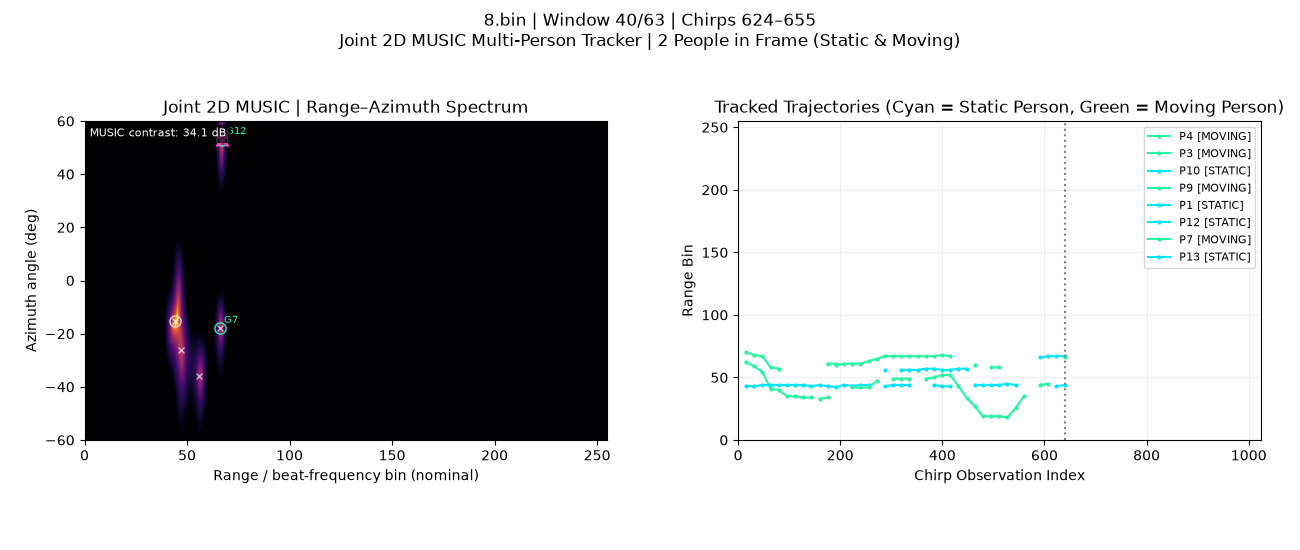 8.bin | Window 40/63 | Chirps 624–655
Joint 2D MUSIC Multi-Person Tracker | 2 People in Frame (Static & Moving)
Joint 2D MUSIC | Range–Azimuth Spectrum
MUSIC contrast: 34.1 dB
G12
G7
60
40
20
0
−20
−40
−60
Azimuth angle (deg)
0
50
100
150
200
250
Range / beat-frequency bin (nominal)
Tracked Trajectories (Cyan = Static Person, Green = Moving Person)
P4 [MOVING]
P3 [MOVING]
P10 [STATIC]
P9 [MOVING]
P1 [STATIC]
P12 [STATIC]
P7 [MOVING]
P13 [STATIC]
250
200
150
100
50
0
Range Bin
0
200
400
600
800
1000
Chirp Observation Index